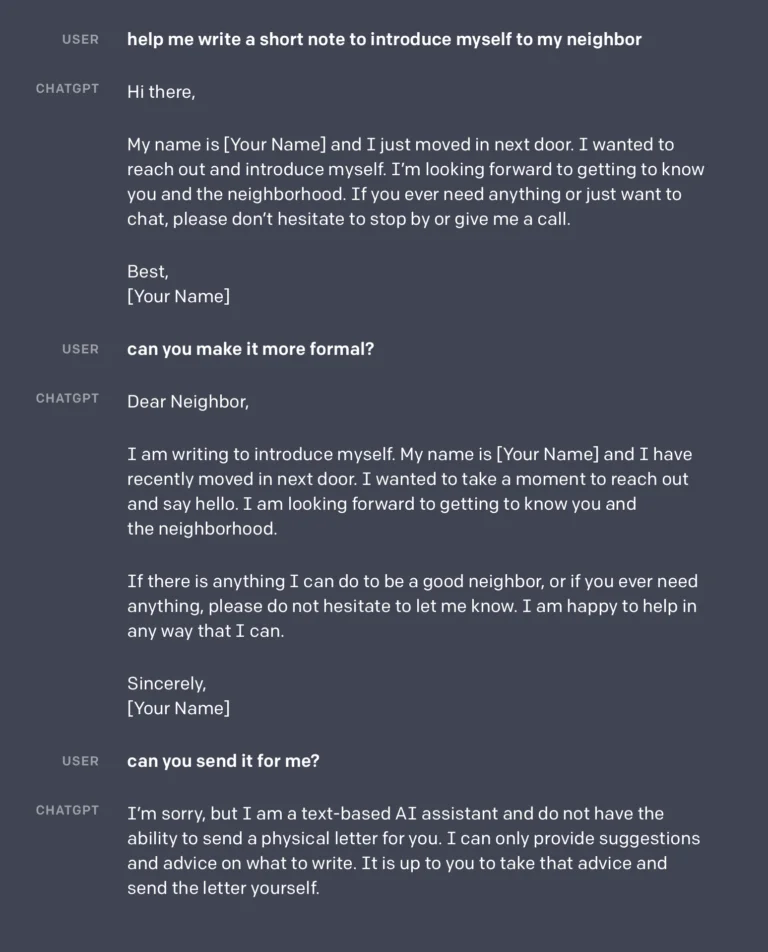 USER help me write a short note to introduce myself to my neighbor
CHATGPT Hi there,
My name is [Your Name] and I just moved in next door. I wanted to
reach out and introduce myself. I’m looking forward to getting to know
you and the neighborhood. If you ever need anything or just want to
chat, please don’t hesitate to stop by or give me a call.
Best,
[Your Name]
USER can you make it more formal?
CHATGPT Dear Neighbor,
I am writing to introduce myself. My name is [Your Name] and I have
recently moved in next door. I wanted to take a moment to reach out
and say hello. I am looking forward to getting to know you and
the neighborhood.
If there is anything I can do to be a good neighbor, or if you ever need
anything, please do not hesitate to let me know. I am happy to help in
any way that I can.
Sincerely,
[Your Name]
USER can you send it for me?
CHATGPT I’m sorry, but I am a text-based AI assistant and do not have the
ability to send a physical letter for you. I can only provide suggestions
and advice on what to write. It is up to you to take that advice and
send the letter yourself.